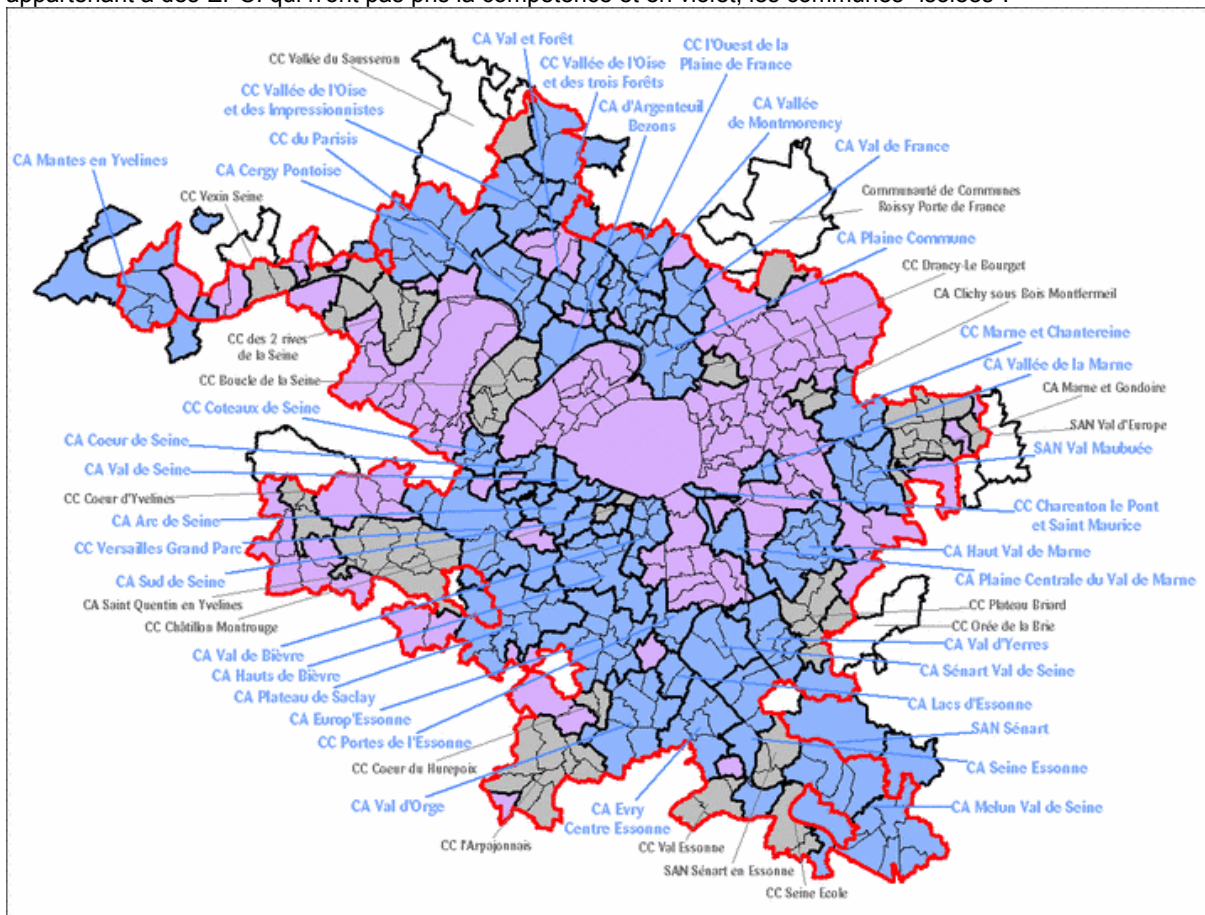 appartenant à des EPCI qui n'ont pas pris la compétence et en violet, les communes "isolées".
CA Val et Forêt
CC l'Ouest de la
Plaine de France
CC Vallée du Sausseron
CC Vallée de l'Oise
et des trois Forêts
CC Vallée de l'Oise
et des Impressionnistes
CA d'Argenteuil
Bezons
CA Vallée
de Montmorency
CC du Parisis
CA Val de France
CA Mantes en Yvelines
CA Cergy Pontoise
CC Vexin Seine
Communauté de Communes
Roissy Porte de France
CA Plaine Commune
CC Drancy-Le Bourget
CA Clichy sous Bois Montfermeil
CC des 2 rives
de la Seine
CC Marne et Chantereine
CA Vallée de la Marne
CC Boucle de la Seine
CA Marne et Gondoire
CC Coteaux de Seine
SAN Val d'Europe
CA Coeur de Seine
SAN Val Maubuée
CA Val de Seine
CC Coeur d'Yvelines
CC Charenton le Pont
et Saint Maurice
CA Arc de Seine
CC Versailles Grand Parc
CA Haut Val de Marne
CA Sud de Seine
CA Plaine Centrale du Val de Marne
CA Saint Quentin en Yvelines
CC Plateau Briard
CC Châtillon Montrouge
CC Orée de la Brie
CA Val d'Yerres
CA Val de Bièvre
CA Sénart Val de Seine
CA Hauts de Bièvre
CA Plateau de Saclay
CA Lacs d'Essonne
CA Europ'Essonne
SAN Sénart
CC Portes de l'Essonne
CC Coeur du Hurepoix
CA Seine Essonne
CA Val d'Orge
CA Evry
Centre Essonne
CA Melun Val de Seine
CC l'Arpajonnais
CC Val Essonne
SAN Sénart en Essonne
CC Seine Ecole